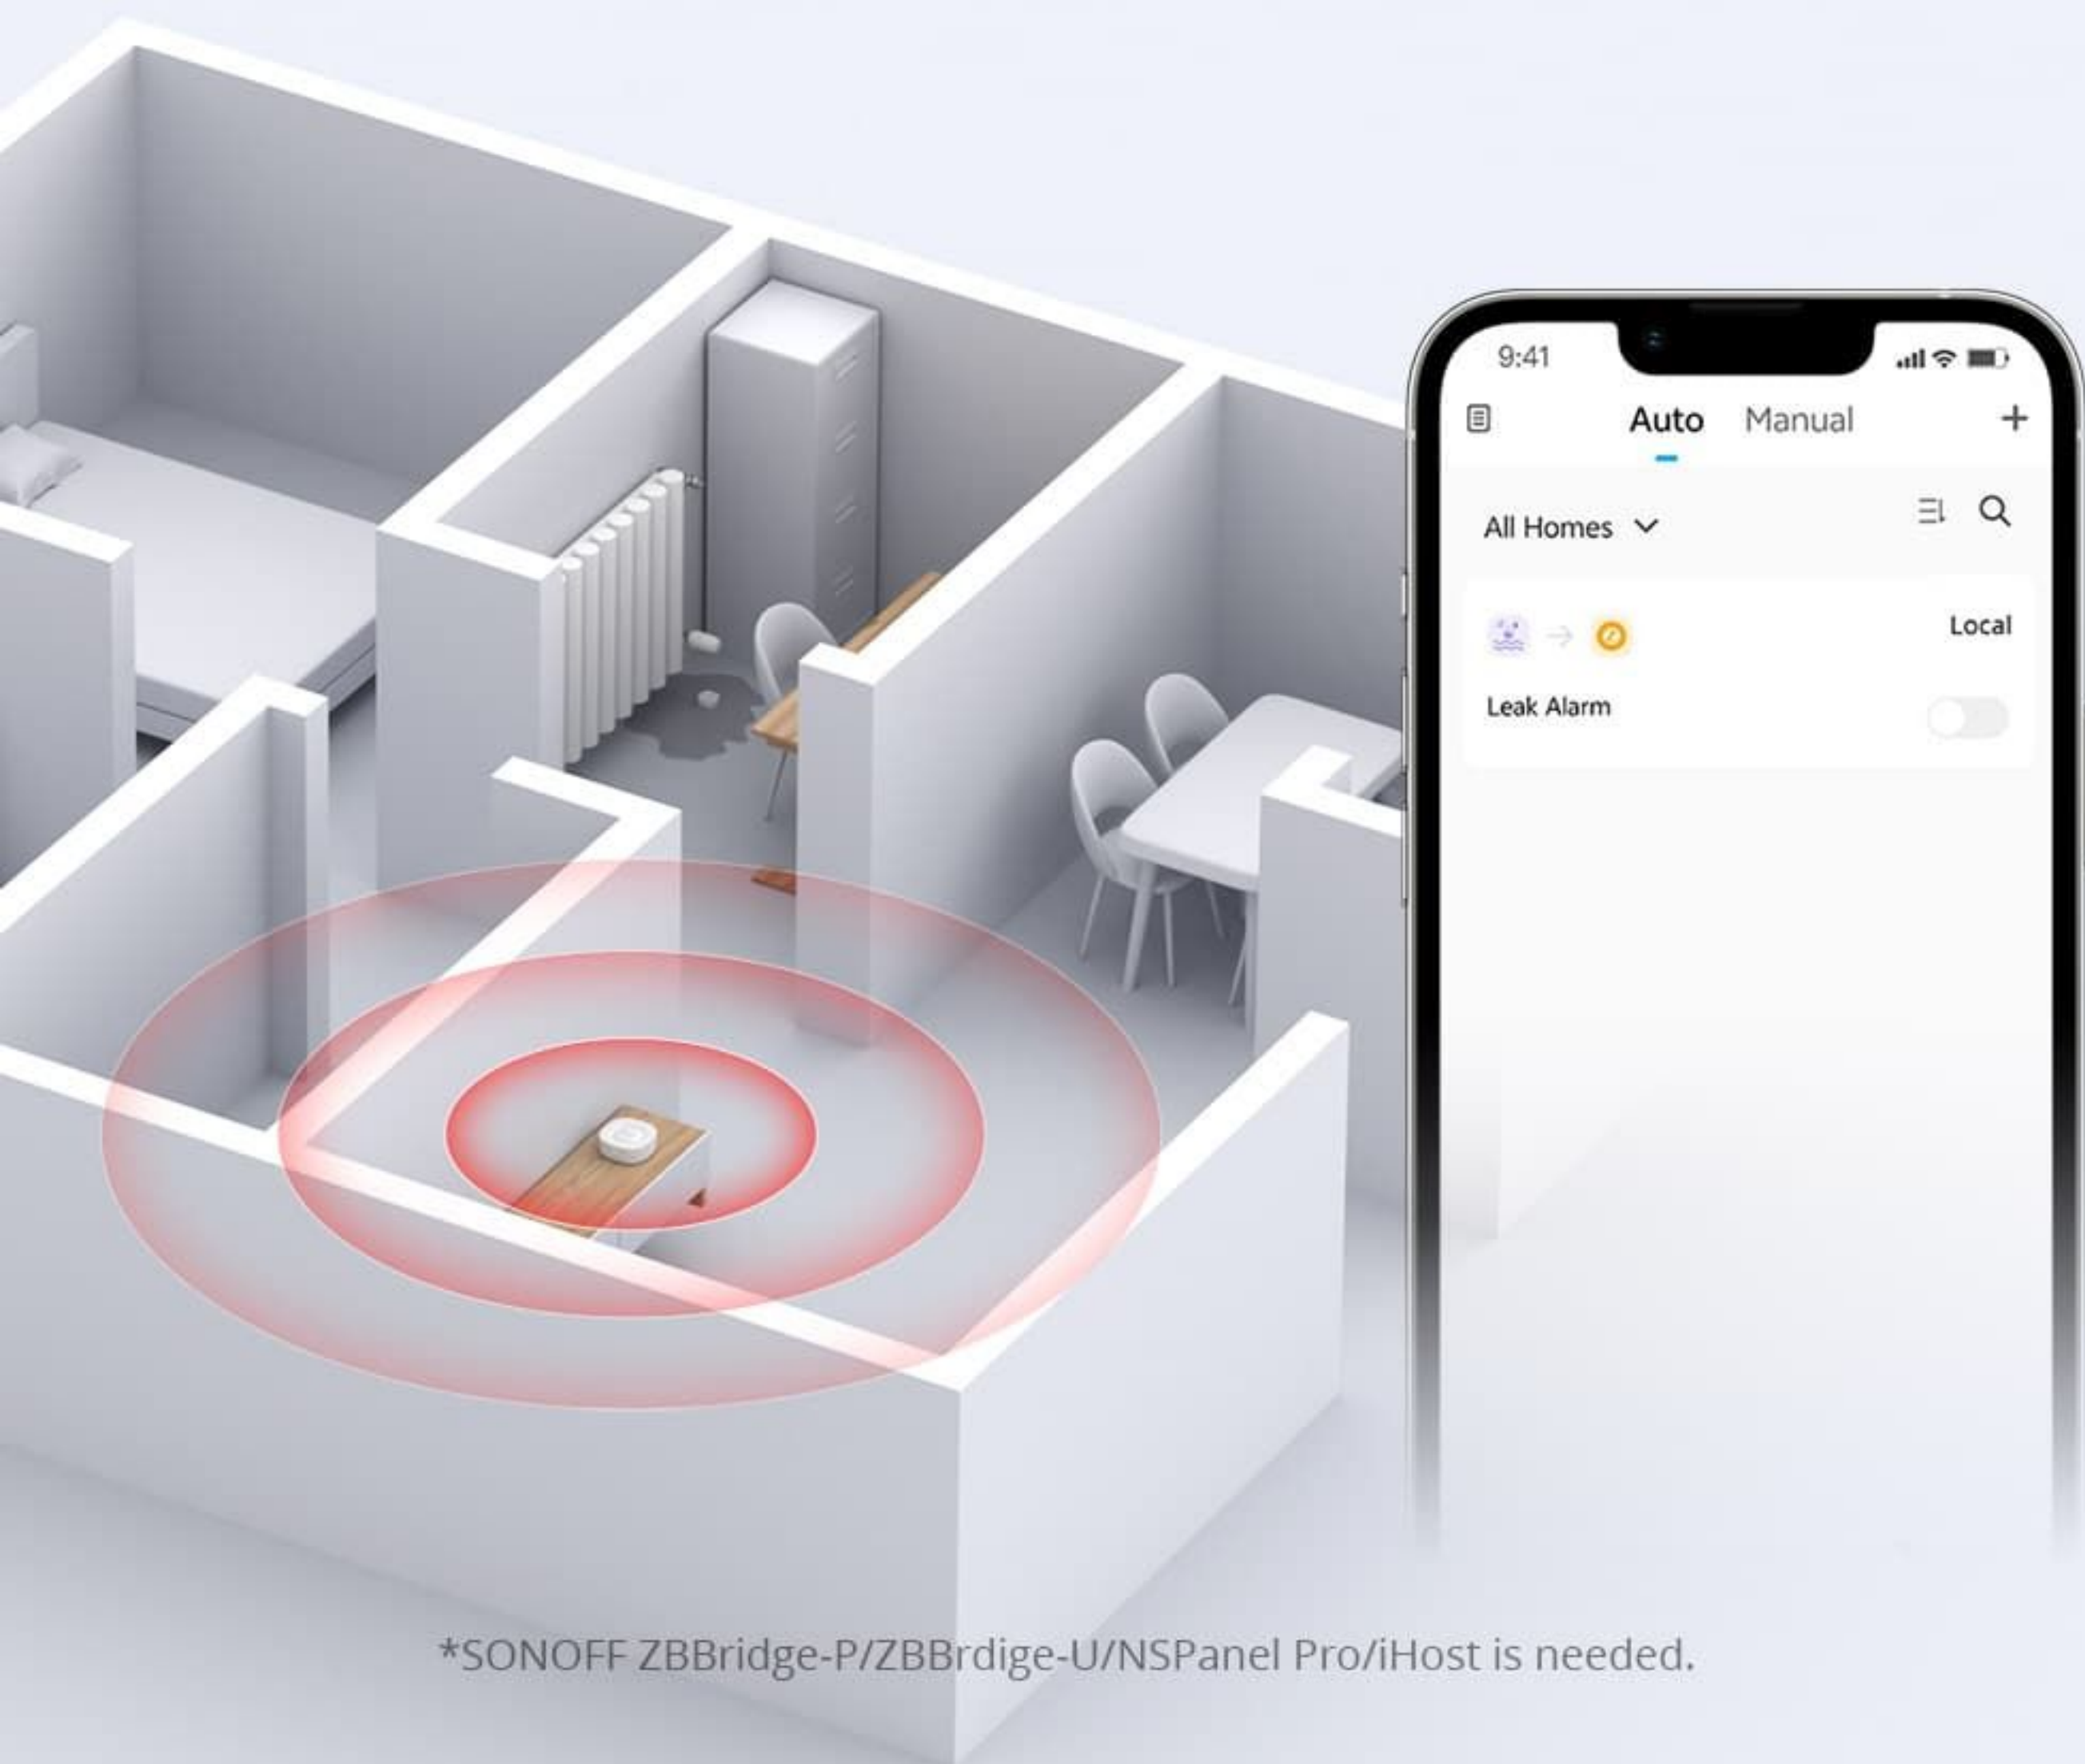 9:41
Auto Manual +
All Homes
Local
Leak Alarm
*SONOFF ZBBridge-P/ZBBrdige-U/NSPanel Pro/iHost is needed.